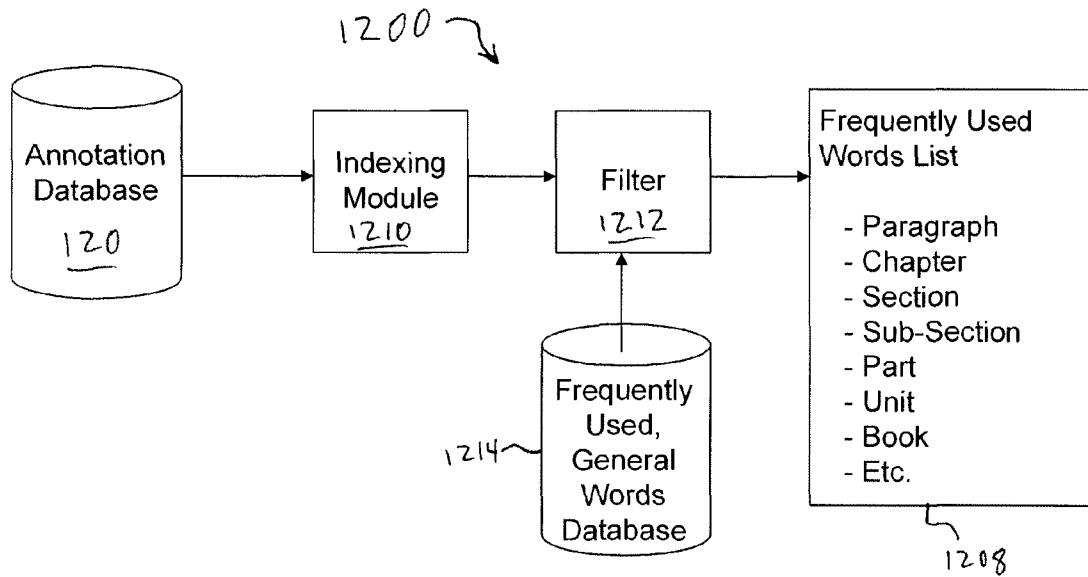 1200
Annotation
Database
120
Indexing
Module
1210
Filter
1212
Frequently
Used,
General
Words
Database
1214
Frequently Used
Words List
- Paragraph
- Chapter
- Section
- Sub-Section
- Part
- Unit
- Book
- Etc.
1208